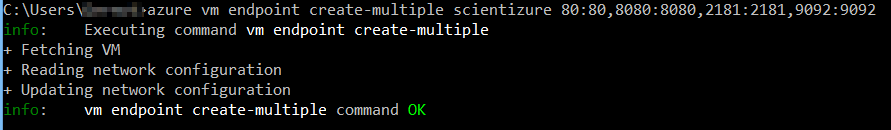 C:\Users\>azure vm endpoint create-multiple scientizure 80:80,8080:8080,2181:2181,9092:9092
info: Executing command vm endpoint create-multiple
+ Fetching VM
+ Reading network configuration
+ Updating network configuration
info: vm endpoint create-multiple command OK